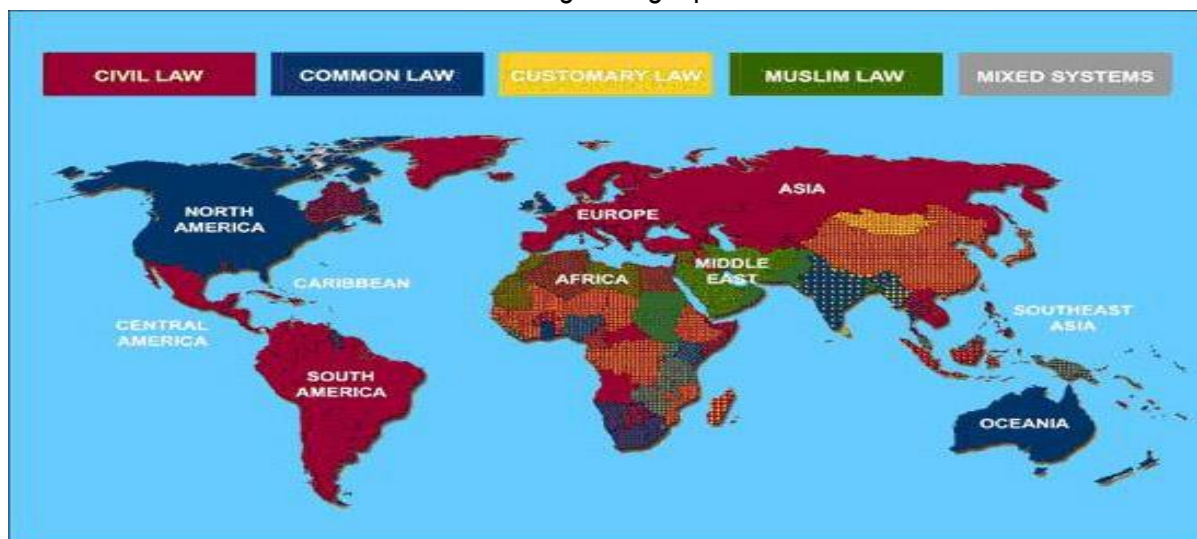 CIVIL LAW
COMMON LAW
CUSTOMARY LAW
MUSLIM LAW
MIXED SYSTEMS
NORTH
AMERICA
CARIBBEAN
CENTRAL
AMERICA
SOUTH
AMERICA
EUROPE
ASIA
AFRICA
MIDDLE
EAST
SOUTHEAST
ASIA
OCEANIA